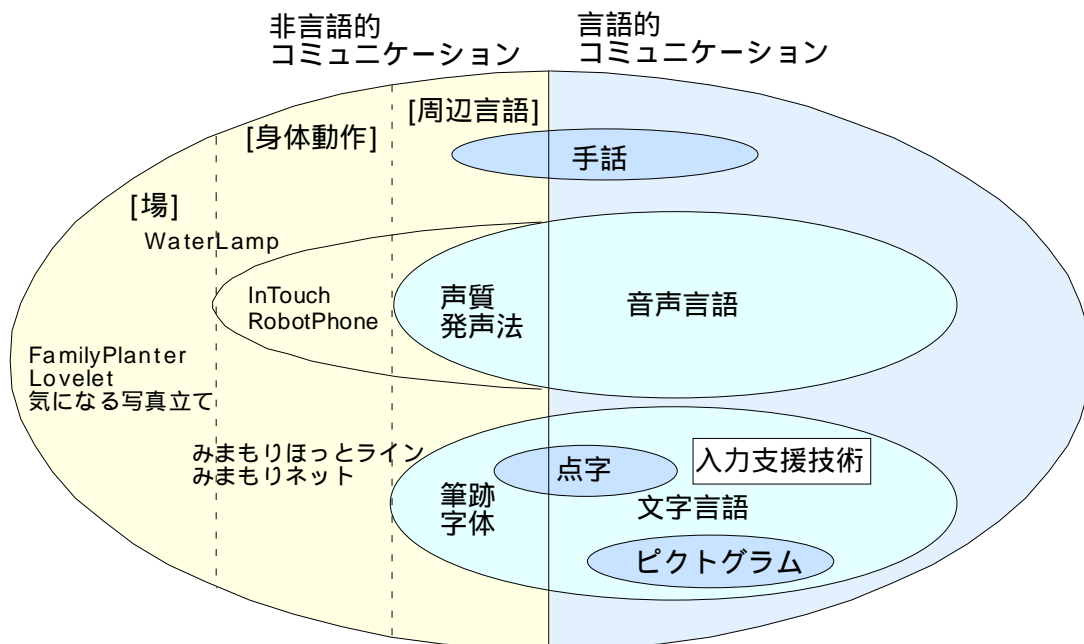 非言語的
コミュニケーション
言語的
コミュニケーション
[周辺言語]
[身体動作]
手話
[場]
WaterLamp
InTouch
RobotPhone
声質
発声法
音声言語
FamilyPlanter
Lovelet
気になる写真立て
みまもりほっとライン
みまもりネット
点字
入力支援技術
筆跡
字体
文字言語
ピクトグラム